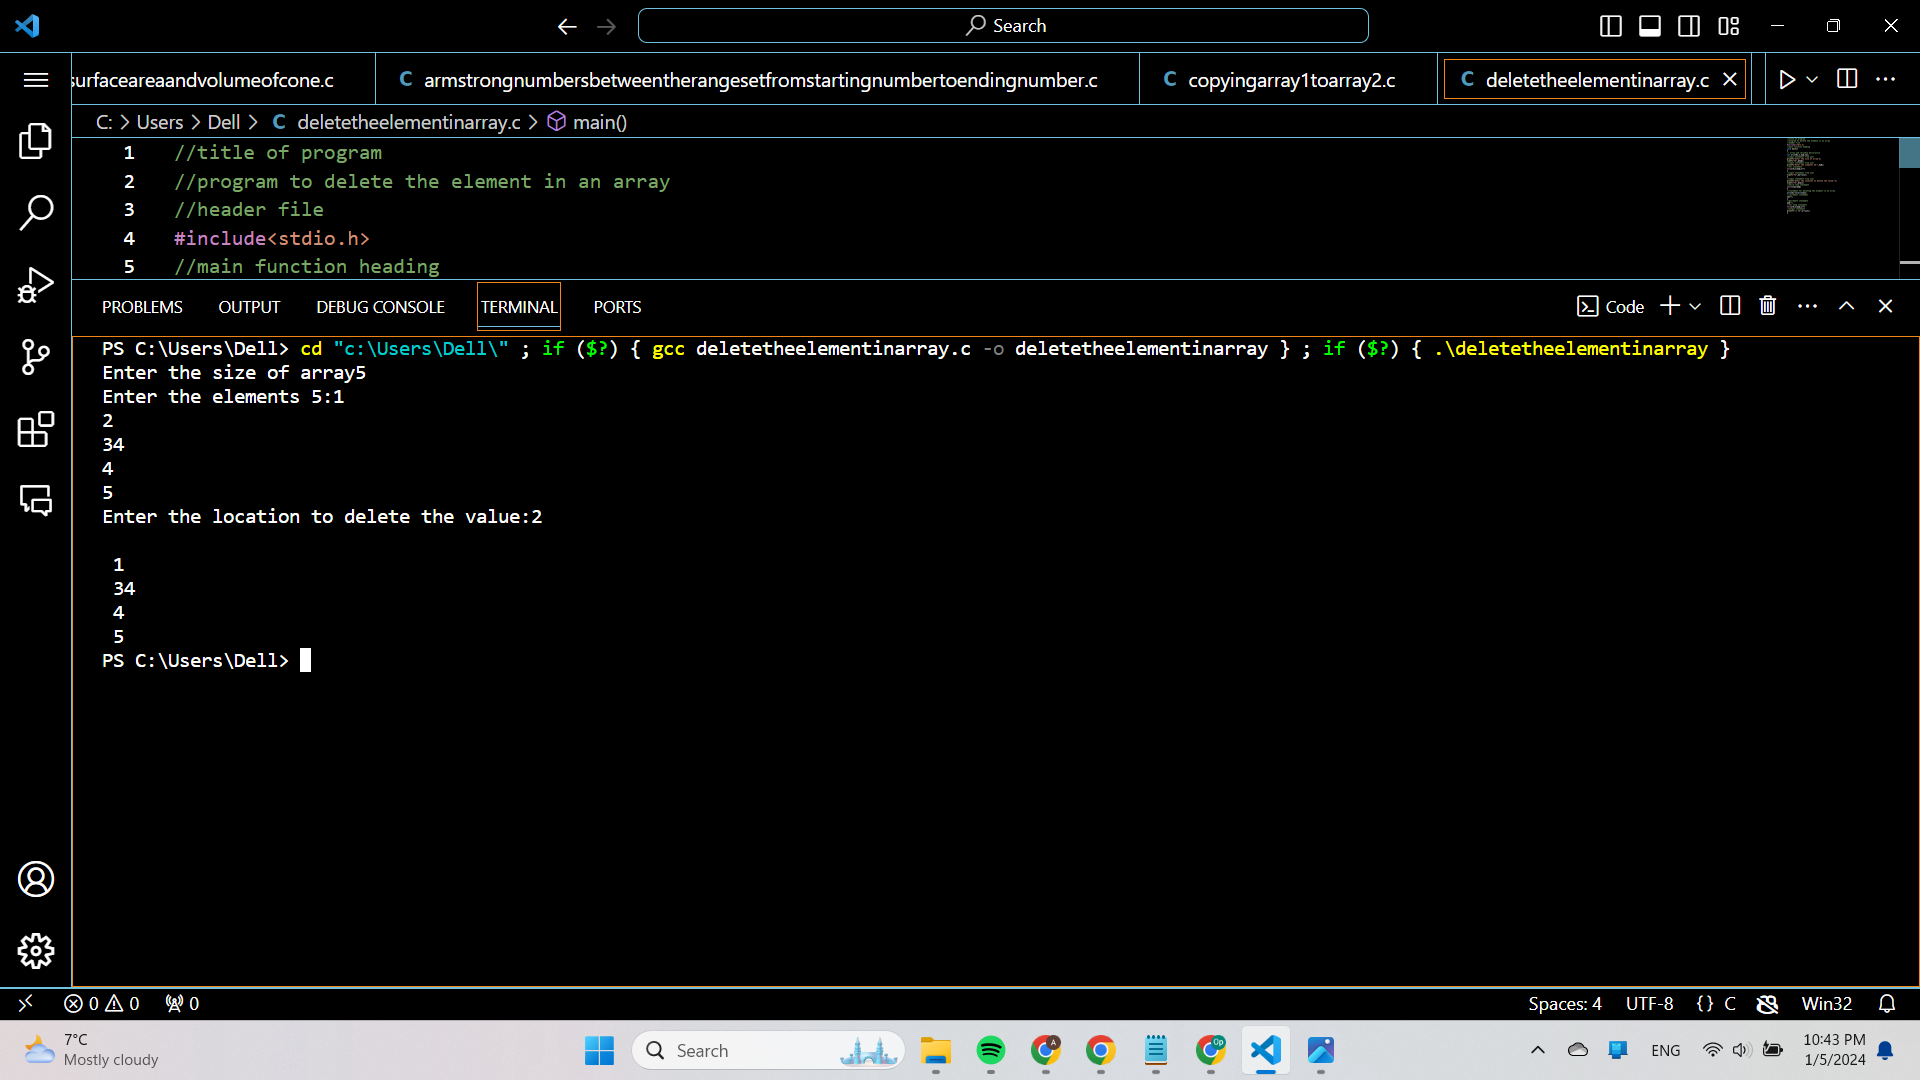 Search
surfaceareaandvolumeofcone.c
C armstrongnumbersbetweentherangesetfromstartingnumbertoendingnumber.c
C copyingarray1toarray2.c
C deletetheelementinarray.c
C: > Users > Dell > C deletetheelementinarray.c > main()
1 //title of program
2 //program to delete the element in an array
3 //header file
4 #include<stdio.h>
5 //main function heading
PROBLEMS OUTPUT DEBUG CONSOLE TERMINAL PORTS
Code
PS C:\Users\Dell> cd "c:\Users\Dell\" ; if ($?) { gcc deletetheelementinarray.c -o deletetheelementinarray } ; if ($?) { .\deletetheelementinarray }
Enter the size of array5
Enter the elements 5:1
2
34
4
5
Enter the location to delete the value:2
1
34
4
5
PS C:\Users\Dell>
0 0 0
Spaces: 4 UTF-8 {} C Win32
7°C
Mostly cloudy
Search
A
Op
ENG
10:43 PM
1/5/2024